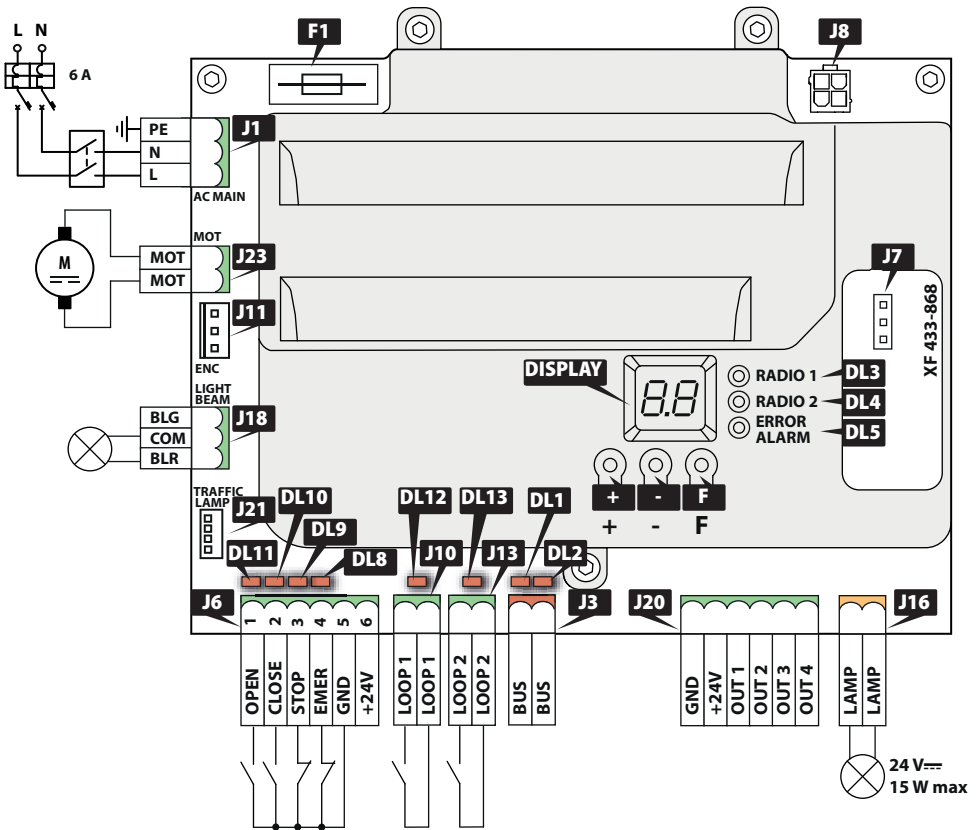 L N
F1
J8
6 A
PE
J1
N
L
AC MAIN
MOT
MOT
J23
MOT
M
J11
ENC
J7
XF 433-868
DISPLAY
8.8
RADIO 1
DL3
RADIO 2
DL4
ERROR
ALARM
DL5
LIGHT
BEAM
BLG
J18
COM
BLR
+ - F
+ - F
TRAFFIC
LAMP
J21
DL10
DL9
DL11
DL8
DL12
DL13
DL1
J10
J13
DL2
J6
J3
J20
J16
1 2 3 4 5 6
OPEN
CLOSE
STOP
EMER
GND
+24V
LOOP 1
LOOP 1
LOOP 2
LOOP 2
BUS
BUS
GND
+24V
OUT 1
OUT 2
OUT 3
OUT 4
LAMP
LAMP
24 V⎓
15 W max